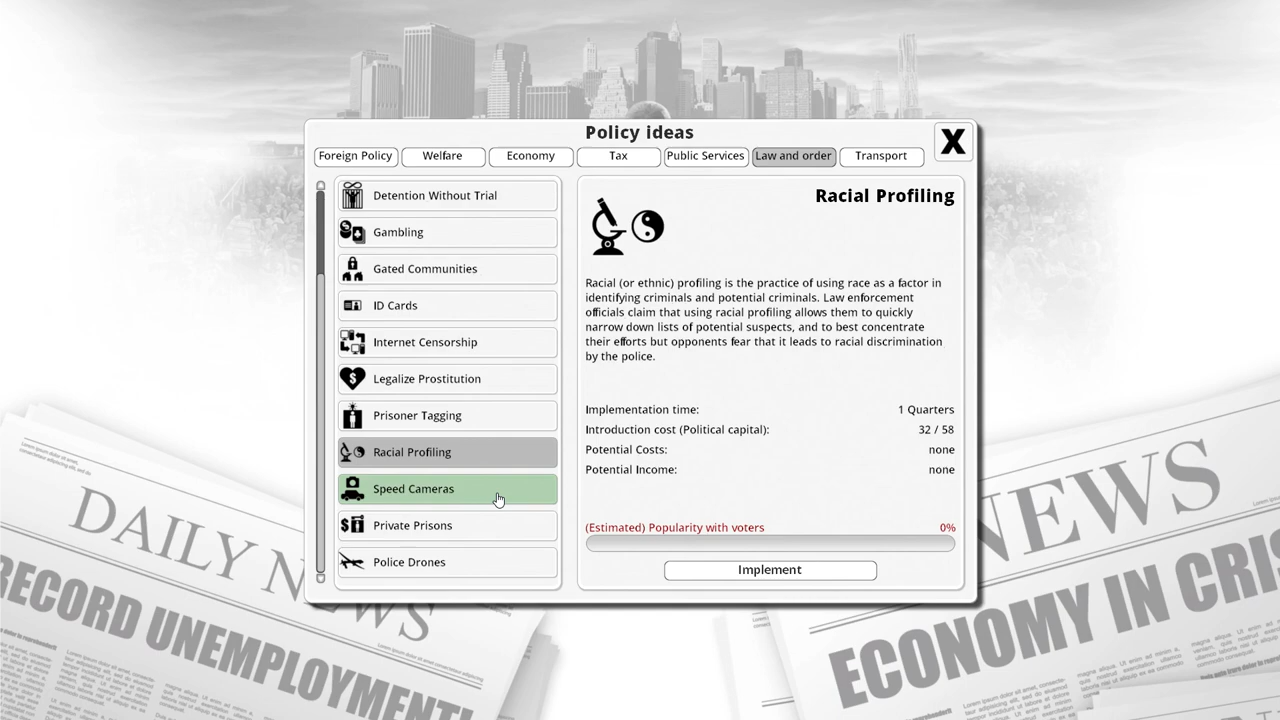 Policy ideas
X
Foreign Policy
Welfare
Economy
Tax
Public Services
Law and order
Transport
Detention Without Trial
Gambling
Gated Communities
ID Cards
Internet Censorship
Legalize Prostitution
Prisoner Tagging
Racial Profiling
Speed Cameras
Private Prisons
Police Drones
Racial Profiling
Racial (or ethnic) profiling is the practice of using race as a factor in
identifying criminals and potential criminals. Law enforcement
officials claim that using racial profiling allows them to quickly
narrow down lists of potential suspects, and to best concentrate
their efforts but opponents fear that it leads to racial discrimination
by the police.
Implementation time: 1 Quarters
Introduction cost (Political capital): 32 / 58
Potential Costs: none
Potential Income: none
(Estimated) Popularity with voters 0%
Implement
DAILY NEWS
RECORD UNEMPLOYMENT!
NEWS
ECONOMY IN CRIS